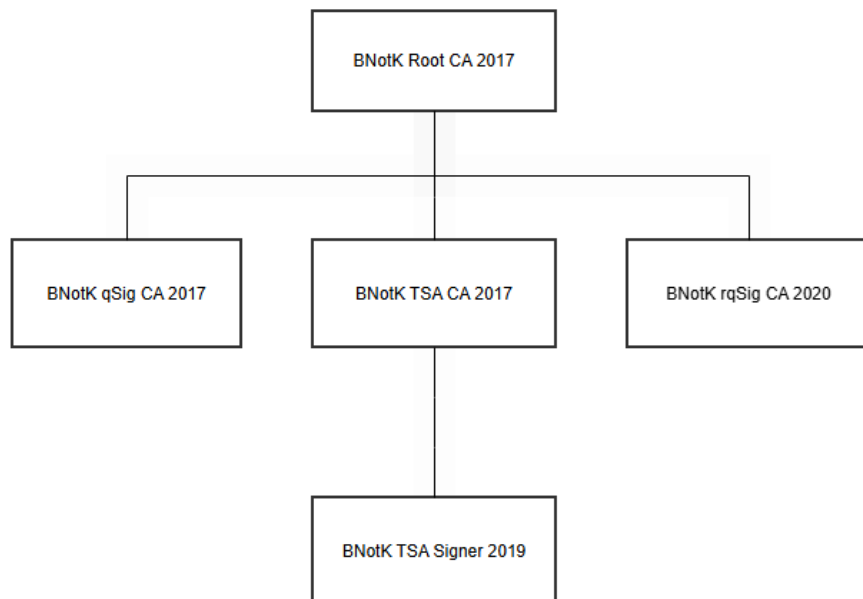 BNotK Root CA 2017
BNotK qSig CA 2017
BNotK TSA CA 2017
BNotK rqSig CA 2020
BNotK TSA Signer 2019